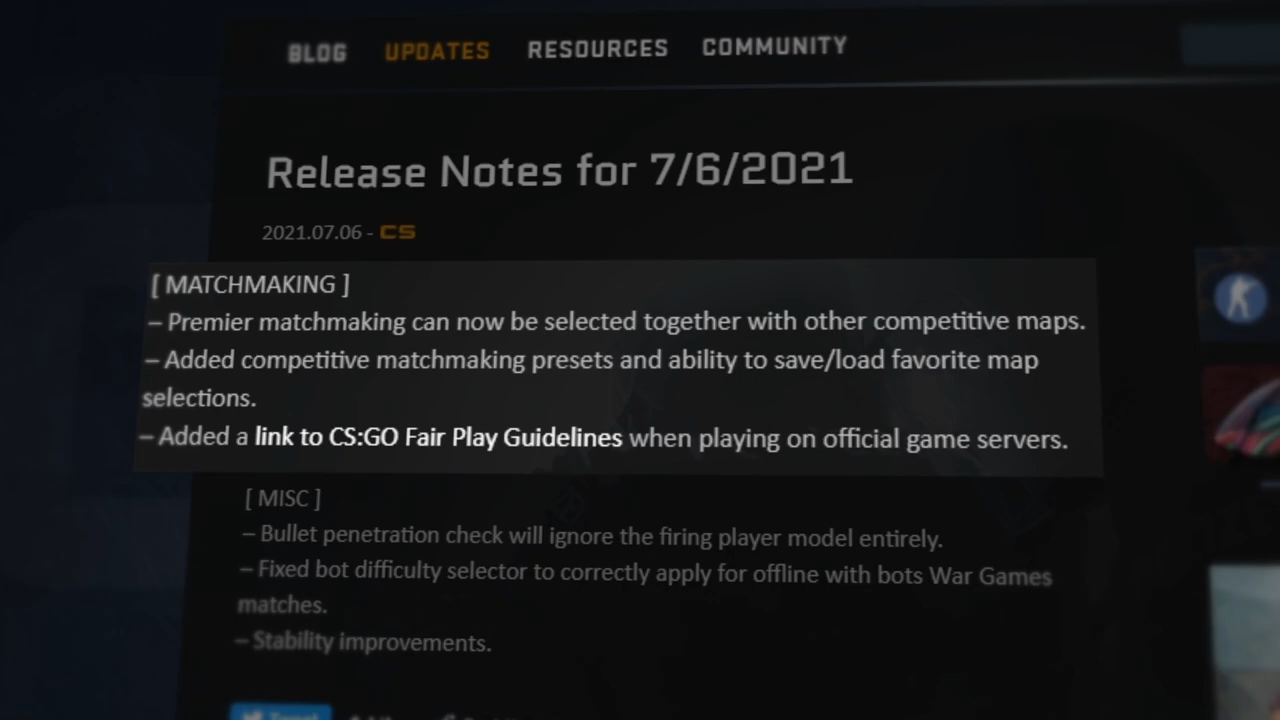 BLOG UPDATES RESOURCES COMMUNITY
Release Notes for 7/6/2021
2021.07.06 - CS
[ MATCHMAKING ]
– Premier matchmaking can now be selected together with other competitive maps.
– Added competitive matchmaking presets and ability to save/load favorite map
selections.
– Added a link to CS:GO Fair Play Guidelines when playing on official game servers.
[ MISC ]
– Bullet penetration check will ignore the firing player model entirely.
– Fixed bot difficulty selector to correctly apply for offline with bots War Games
matches.
– Stability improvements.
Tweet